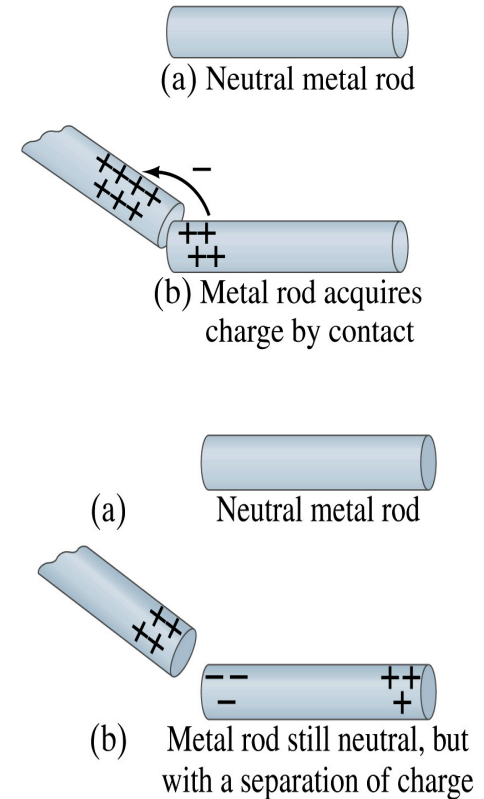 (a) Neutral metal rod
−
++++
+++
++
++
(b) Metal rod acquires
charge by contact
(a) Neutral metal rod
++
++
−− ++
− +
(b) Metal rod still neutral, but
with a separation of charge